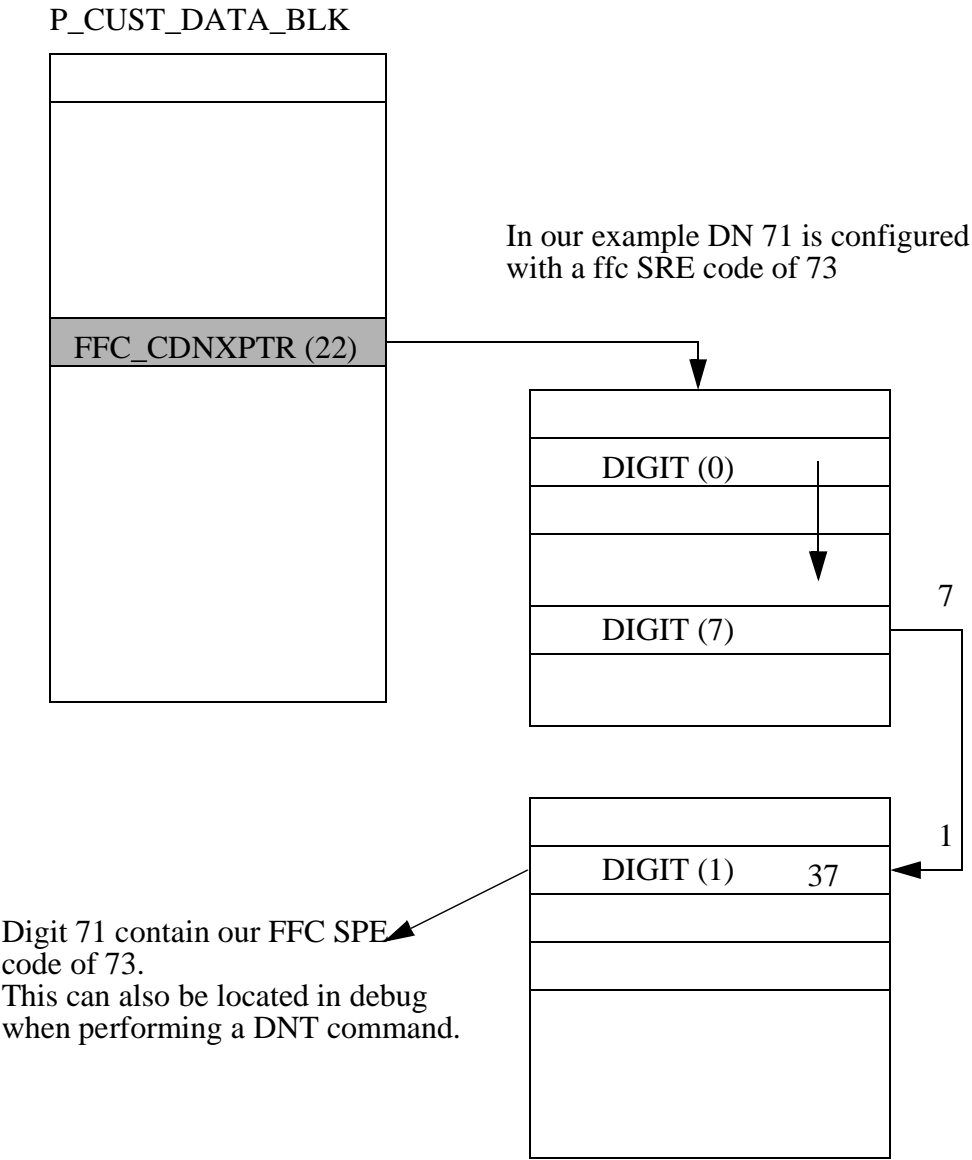 P_CUST_DATA_BLK
In our example DN 71 is configured
with a ffc SRE code of 73
FFC_CDNXPTR (22)
DIGIT (0)
7
DIGIT (7)
1
DIGIT (1) 37
Digit 71 contain our FFC SPE
code of 73.
This can also be located in debug
when performing a DNT command.